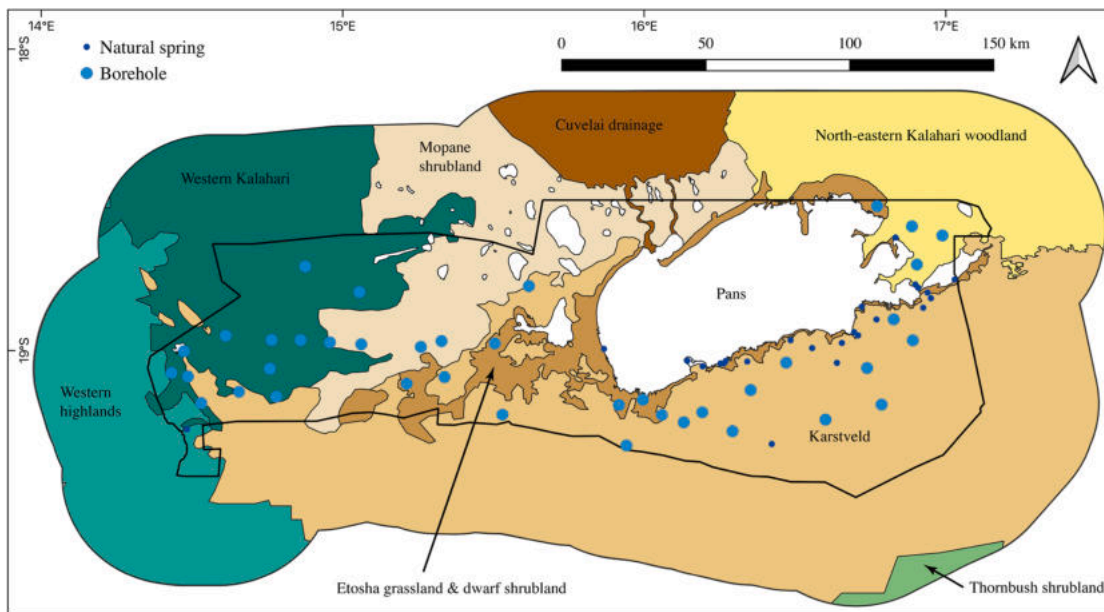 14°E
15°E
16°E
17°E
18°S
19°S
Natural spring
Borehole
0
50
100
150 km
Cuvelai drainage
North-eastern Kalahari woodland
Mopane
shrubland
Western Kalahari
Pans
Western
highlands
Karstveld
Etosha grassland & dwarf shrubland
Thornbush shrubland